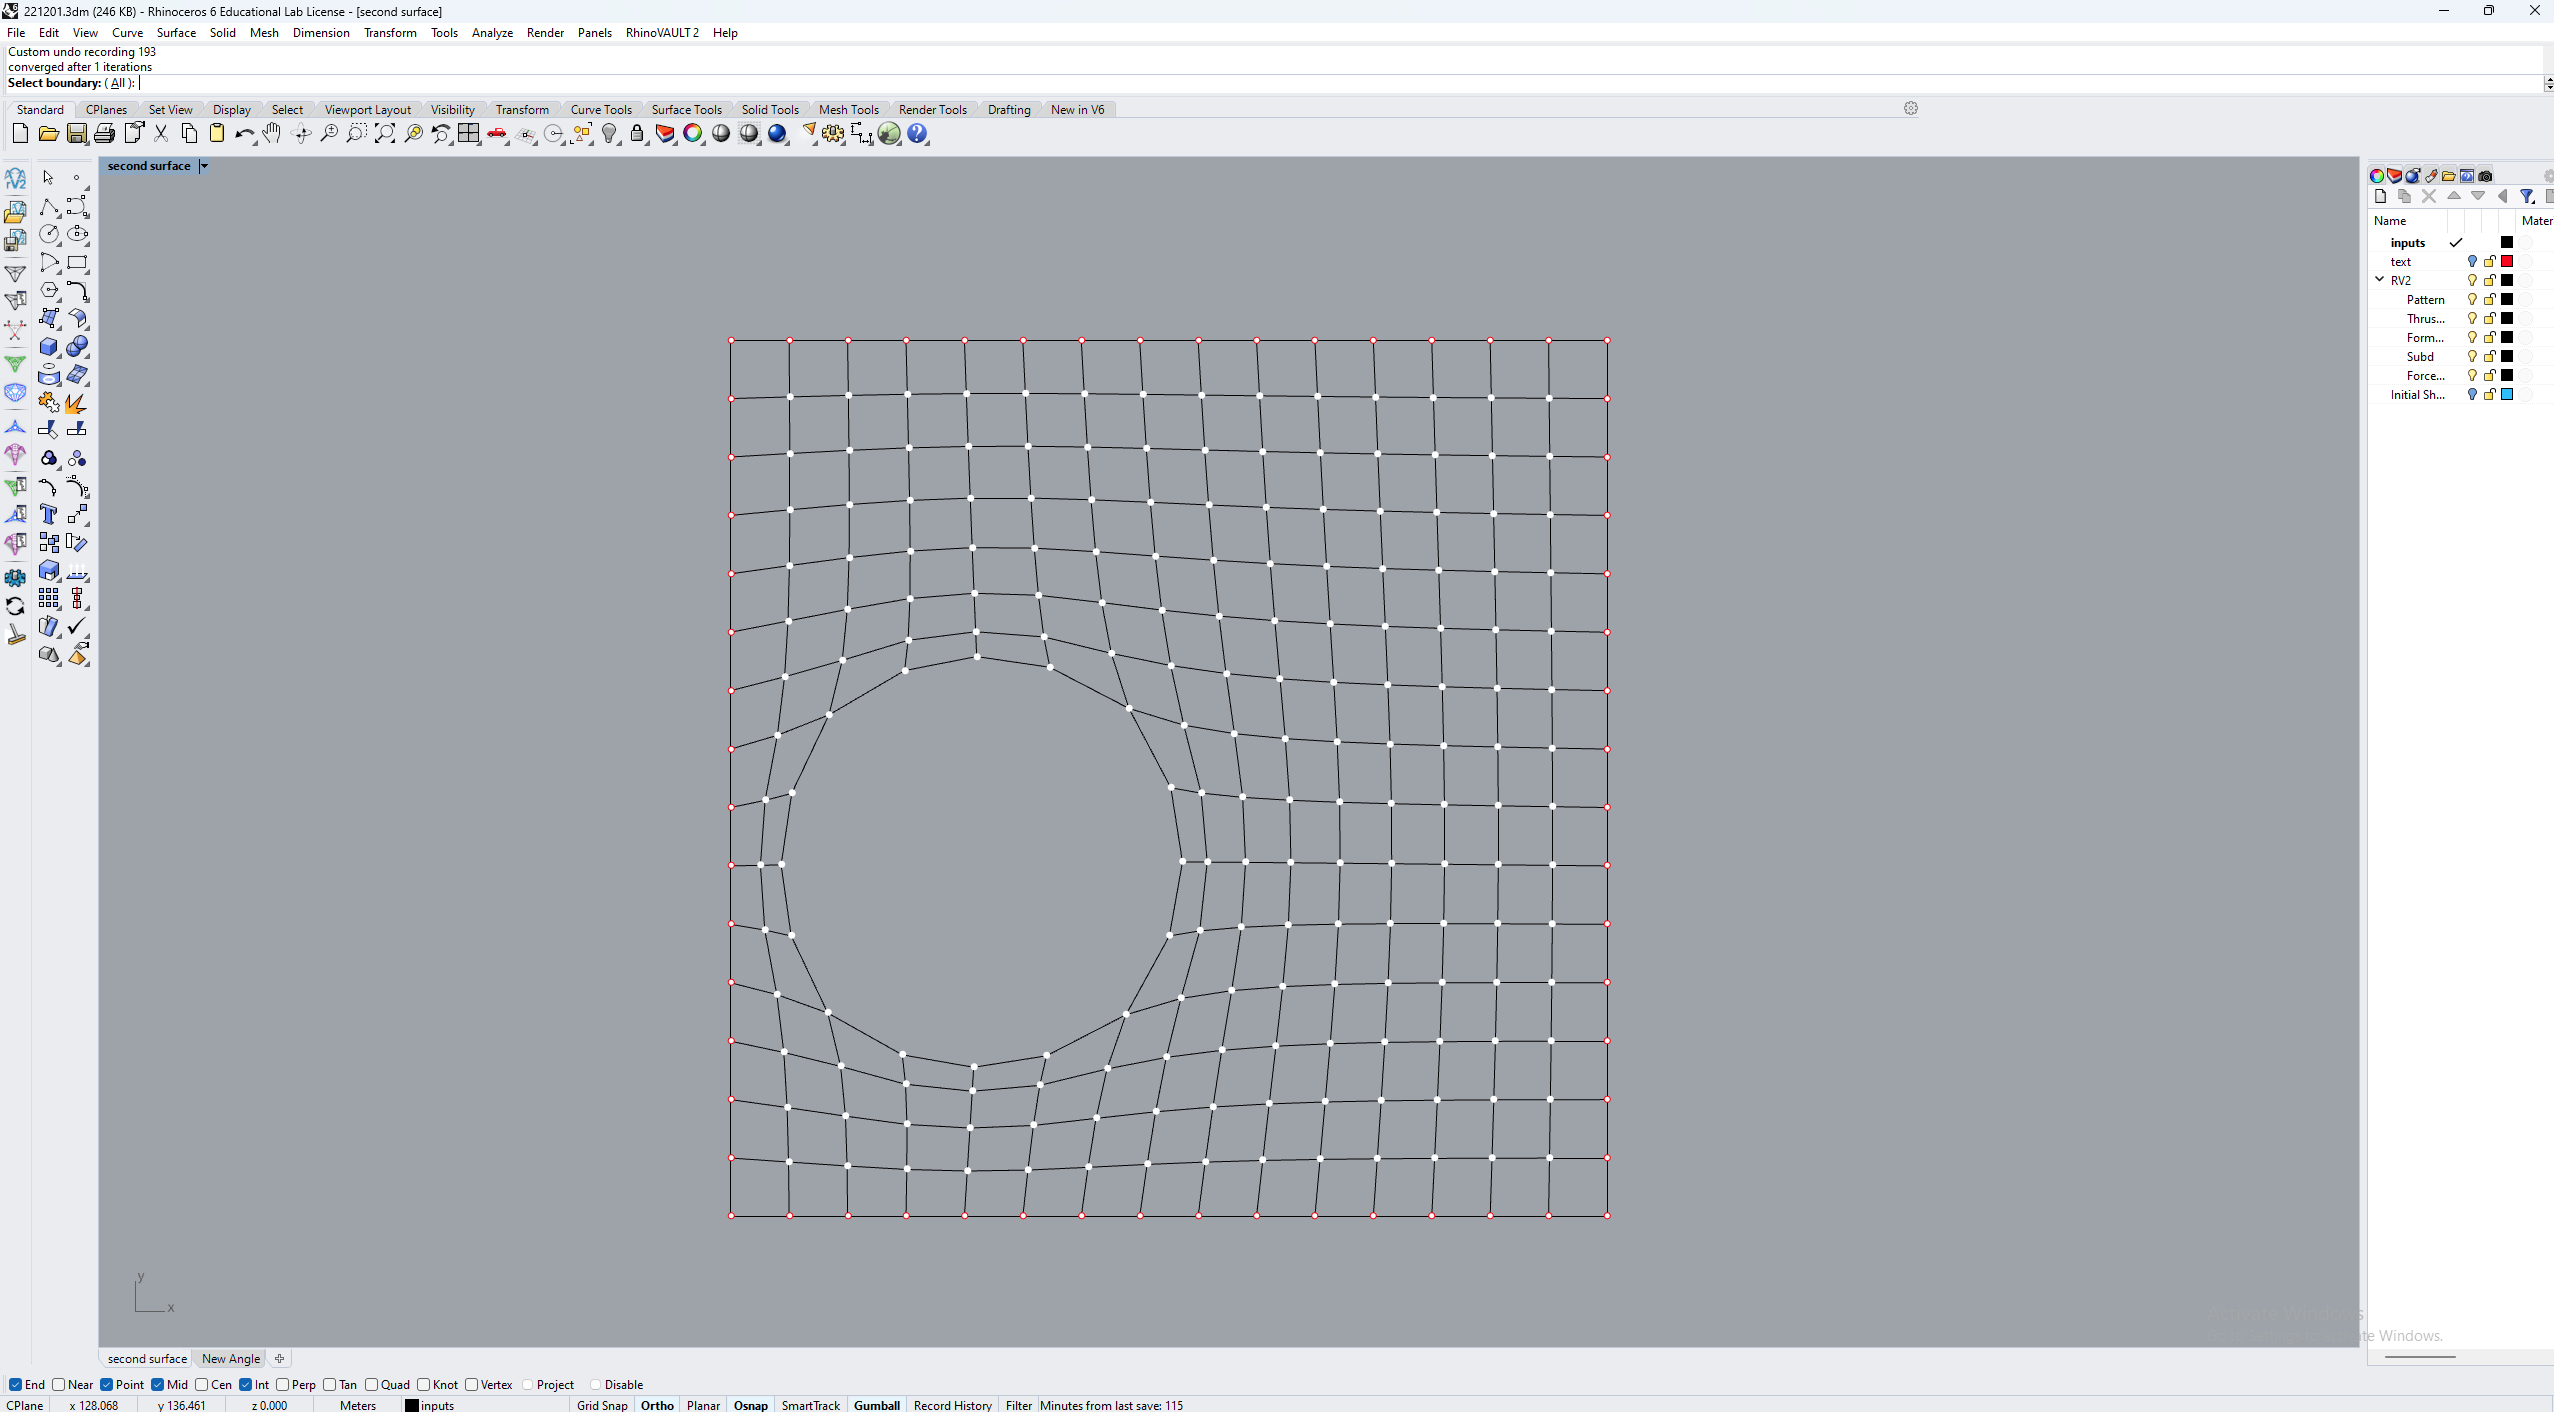 221201.3dm (246 KB) - Rhinoceros 6 Educational Lab License - [second surface]
File Edit View Curve Surface Solid Mesh Dimension Transform Tools Analyze Render Panels RhinoVAULT 2 Help
Custom undo recording 193
converged after 1 iterations
Select boundary: ( All ):
Standard CPlanes Set View Display Select Viewport Layout Visibility Transform Curve Tools Surface Tools Solid Tools Mesh Tools Render Tools Drafting New in V6
second surface
Name Mater
inputs
text
RV2
Pattern
Thrus...
Form...
Subd
Force...
Initial Sh...
y
x
Activate Windows
te Windows.
second surface New Angle
End Near Point Mid Cen Int Perp Tan Quad Knot Vertex Project Disable
CPlane x 128.068 y 136.461 z 0.000 Meters inputs Grid Snap Ortho Planar Osnap SmartTrack Gumball Record History Filter Minutes from last save: 115